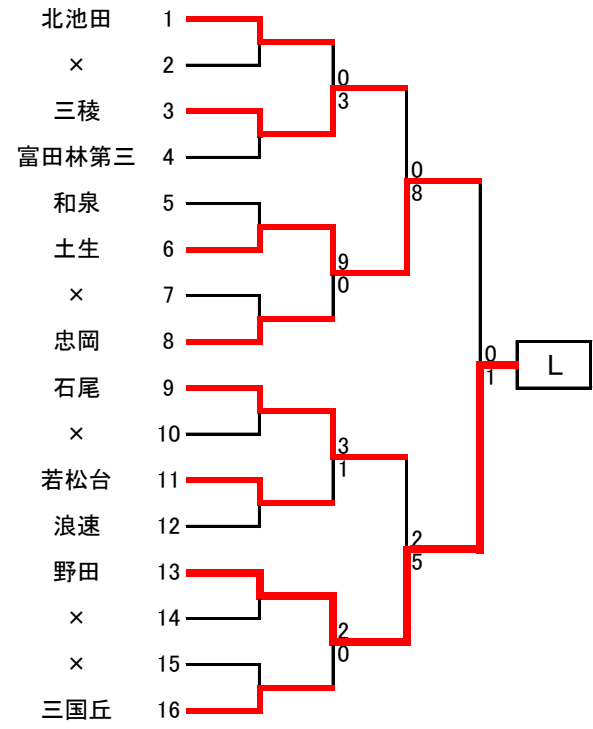 北池田 1
× 2
0
3
三稜 3
富田林第三 4
0
8
和泉 5
土生 6
9
0
× 7
忠岡 8
0
1
L
石尾 9
× 10
3
1
若松台 11
浪速 12
2
5
野田 13
× 14
2
0
× 15
三国丘 16